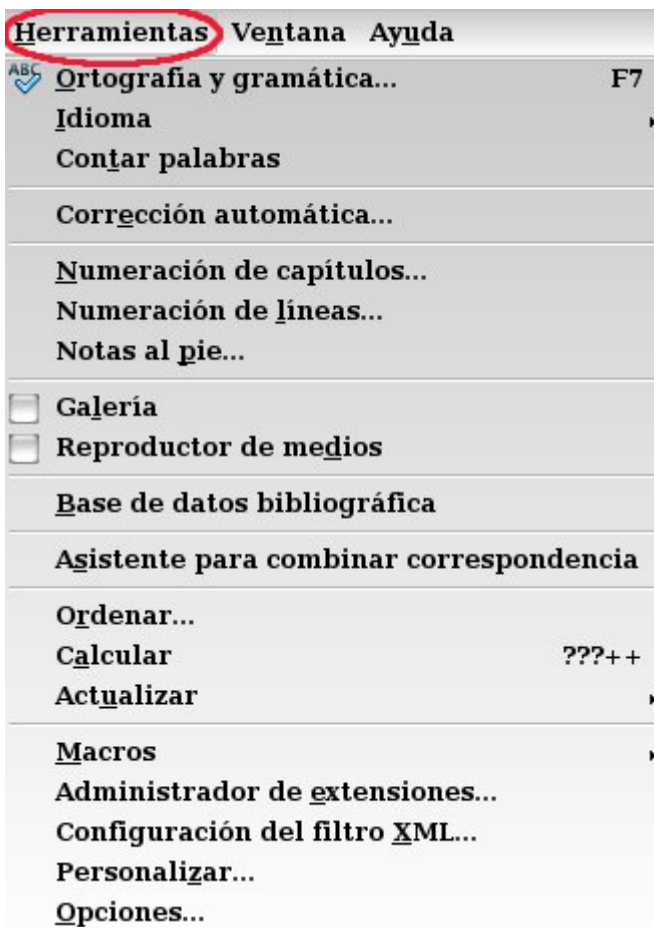 Herramientas Ventana Ayuda
ABC Ortografía y gramática... F7
Idioma
Contar palabras
Corrección automática...
Numeración de capítulos...
Numeración de líneas...
Notas al pie...
Galería
Reproductor de medios
Base de datos bibliográfica
Asistente para combinar correspondencia
Ordenar...
Calcular ???++
Actualizar
Macros
Administrador de extensiones...
Configuración del filtro XML...
Personalizar...
Opciones...